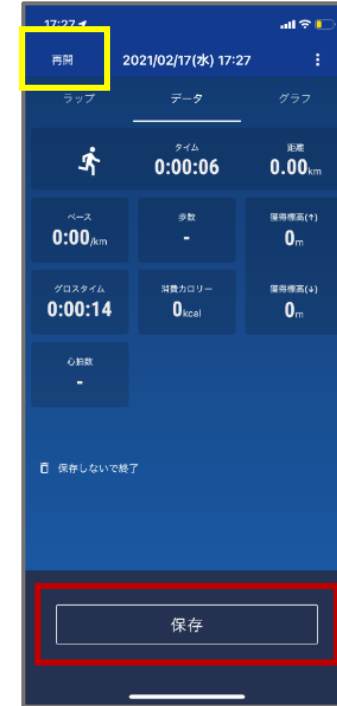 17:27
再開
2021/02/17(水) 17:27
ラップ
データ
グラフ
タイム
0:00:06
距離
0.00km
ペース
0:00/km
歩数
-
獲得標高(↑)
0m
グロスタイム
0:00:14
消費カロリー
0kcal
獲得標高(↓)
0m
心拍数
-
保存しないで終了
保存